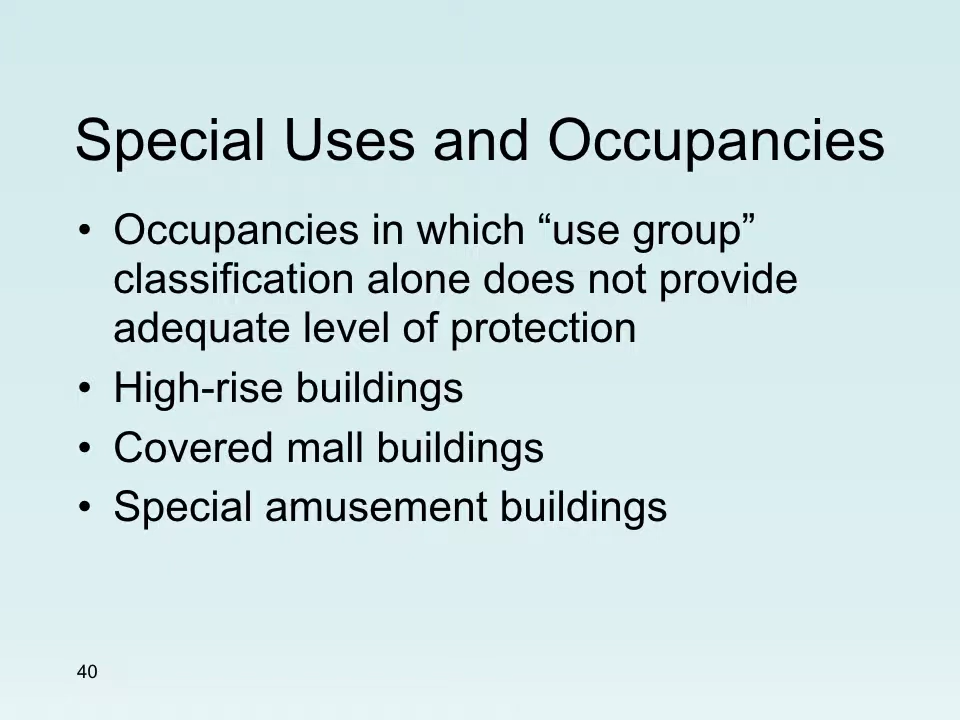 Special Uses and Occupancies
• Occupancies in which “use group”
classification alone does not provide
adequate level of protection
• High-rise buildings
• Covered mall buildings
• Special amusement buildings
40